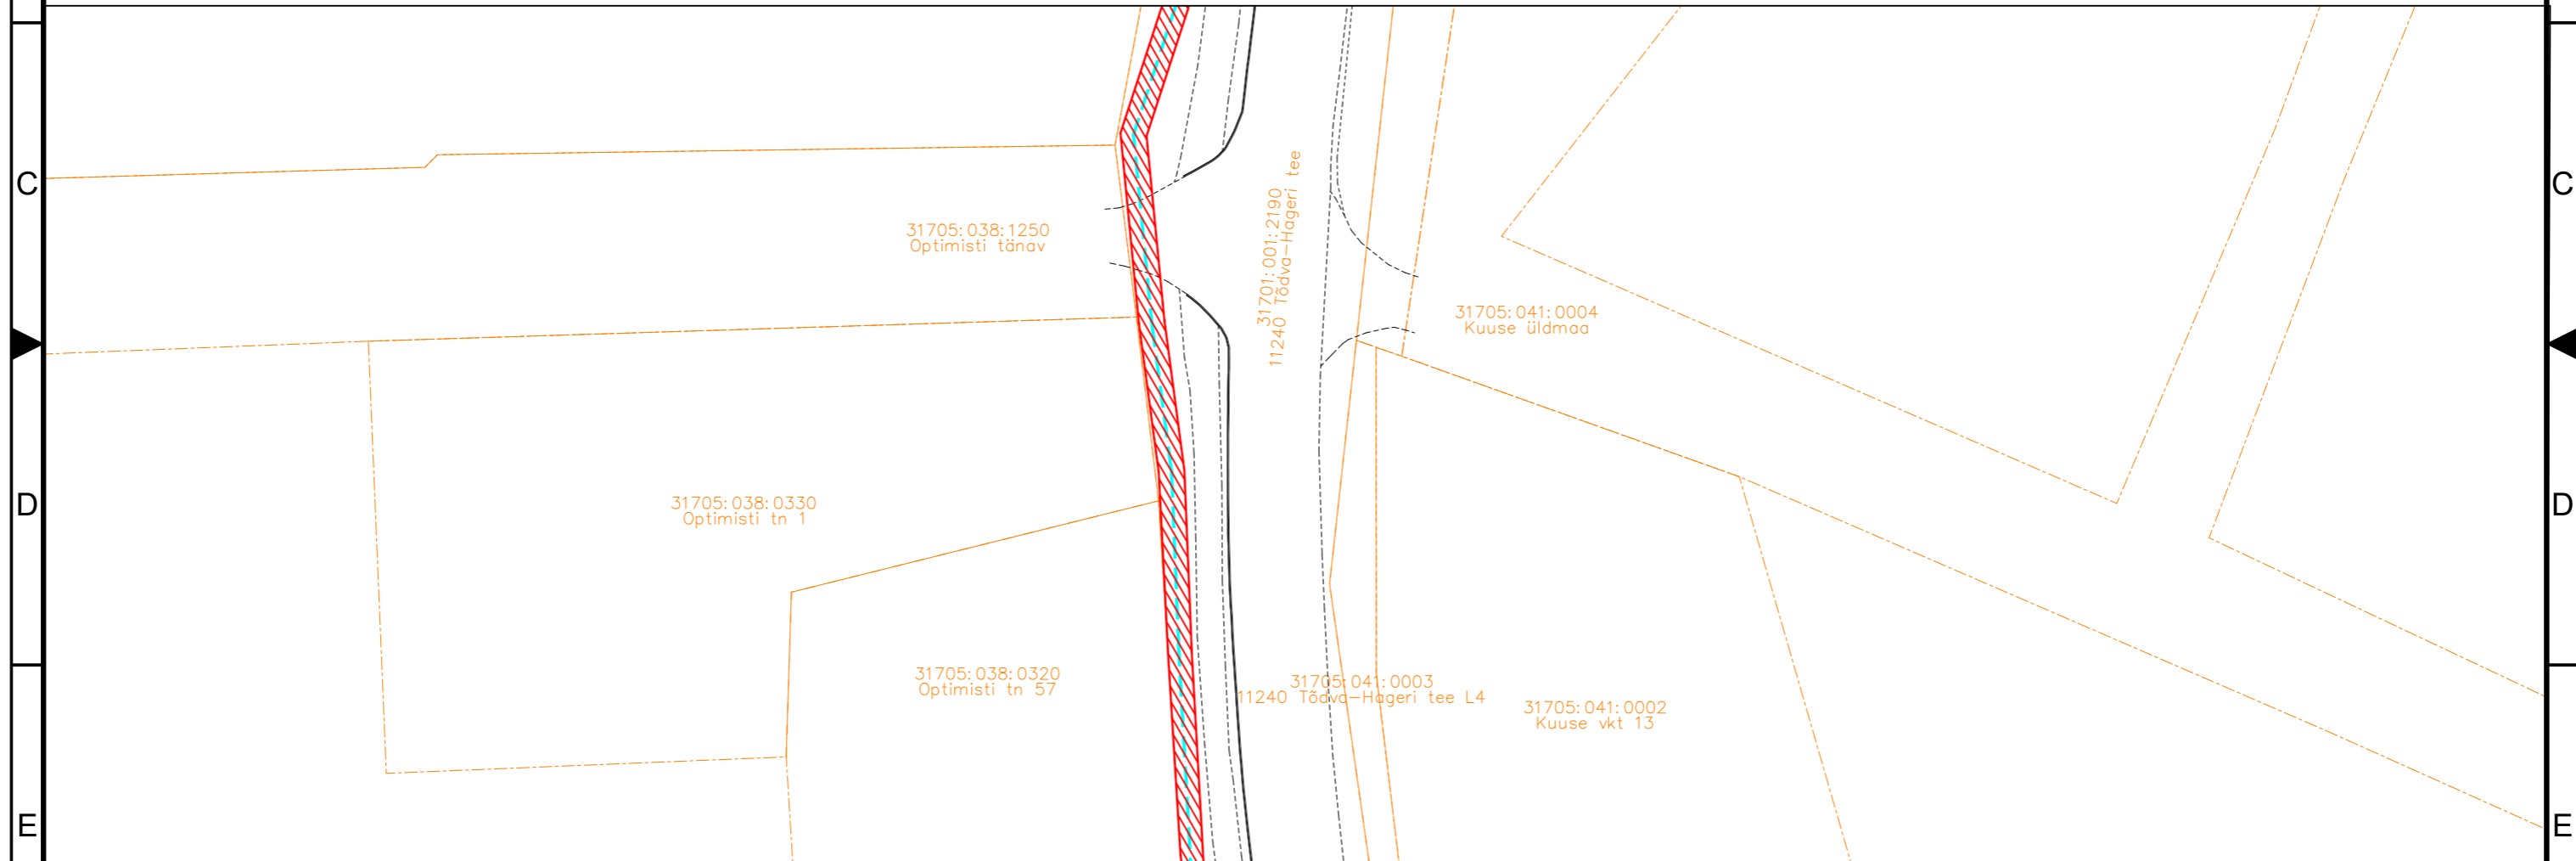 C
C
31705:038:1250
Optimisti tänav
31701:001:2190
11240 Tõdva-Hageri tee
31705:041:0004
Kuuse üldmaa
D
D
31705:038:0330
Optimisti tn 1
31705:038:0320
Optimisti tn 57
31705:041:0003
11240 Tõdva-Hageri tee L4
31705:041:0002
Kuuse vkt 13
E
E